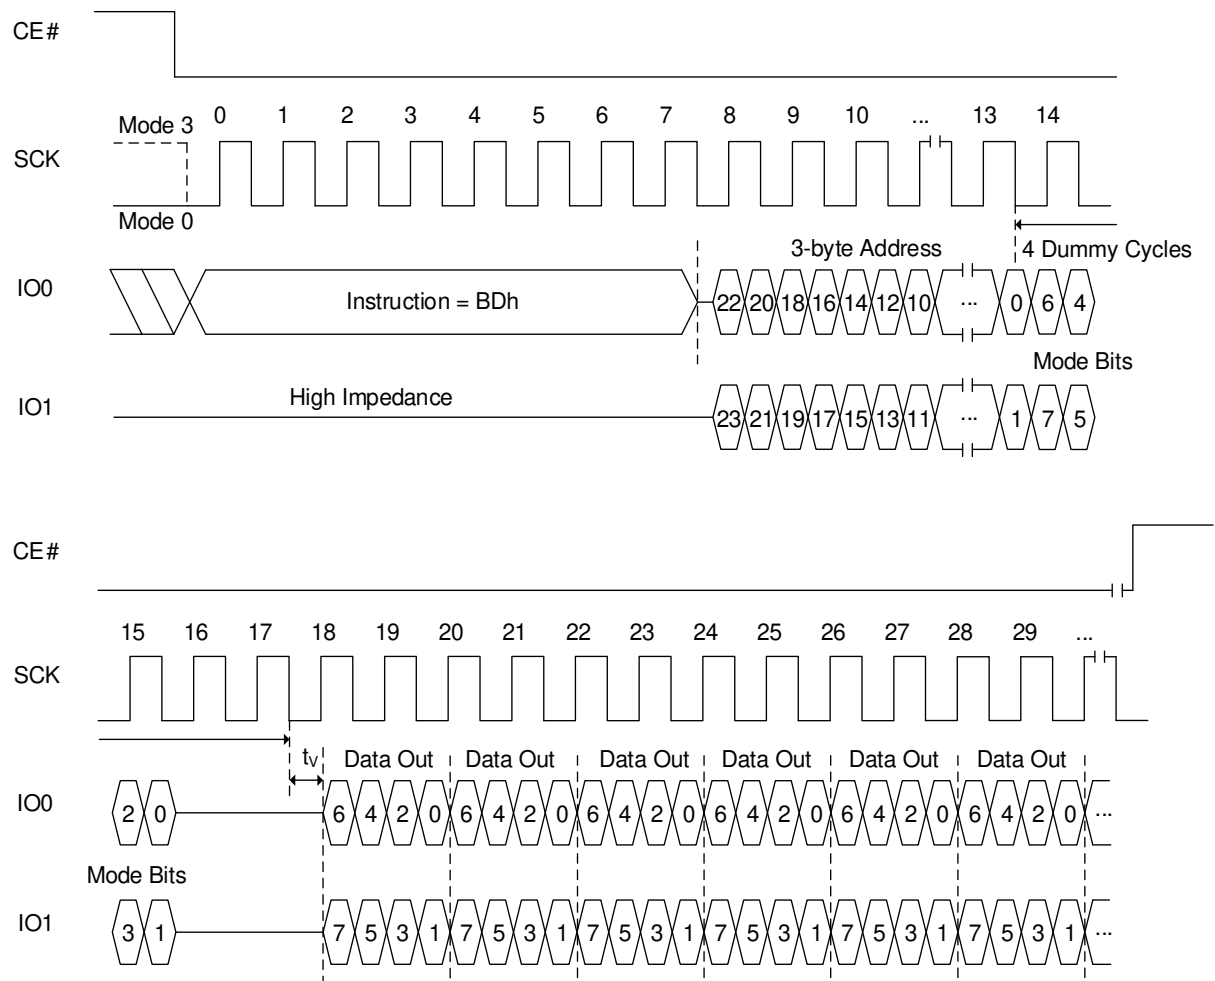 CE#
Mode 3
0 1 2 3 4 5 6 7 8 9 10 ... 13 14
SCK
Mode 0
3-byte Address
4 Dummy Cycles
IO0
Instruction = BDh
22 20 18 16 14 12 10 ... 0 6 4
Mode Bits
IO1
High Impedance
23 21 19 17 15 13 11 ... 1 7 5
CE#
15 16 17 18 19 20 21 22 23 24 25 26 27 28 29 ...
SCK
tV
Data Out Data Out Data Out Data Out Data Out Data Out
IO0
2 0 6 4 2 0 6 4 2 0 6 4 2 0 6 4 2 0 6 4 2 0 6 4 2 0 ...
Mode Bits
IO1
3 1 7 5 3 1 7 5 3 1 7 5 3 1 7 5 3 1 7 5 3 1 7 5 3 1 ...